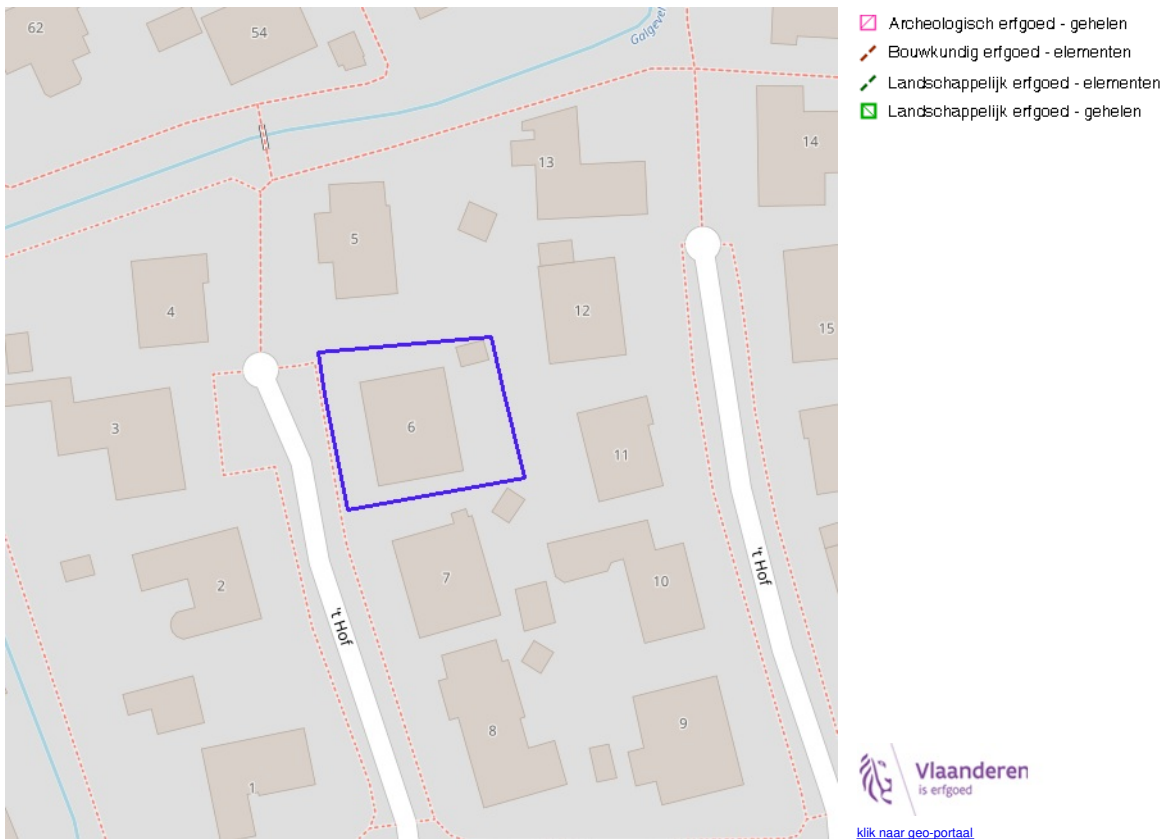 62
54
Galgevel
13
14
5
4
12
15
3
6
11
2
7
10
't Hof
't Hof
8
9
1
Archeologisch erfgoed - gehelen
Bouwkundig erfgoed - elementen
Landschappelijk erfgoed - elementen
Landschappelijk erfgoed - gehelen
Vlaanderen
is erfgoed
klik naar geo-portaal